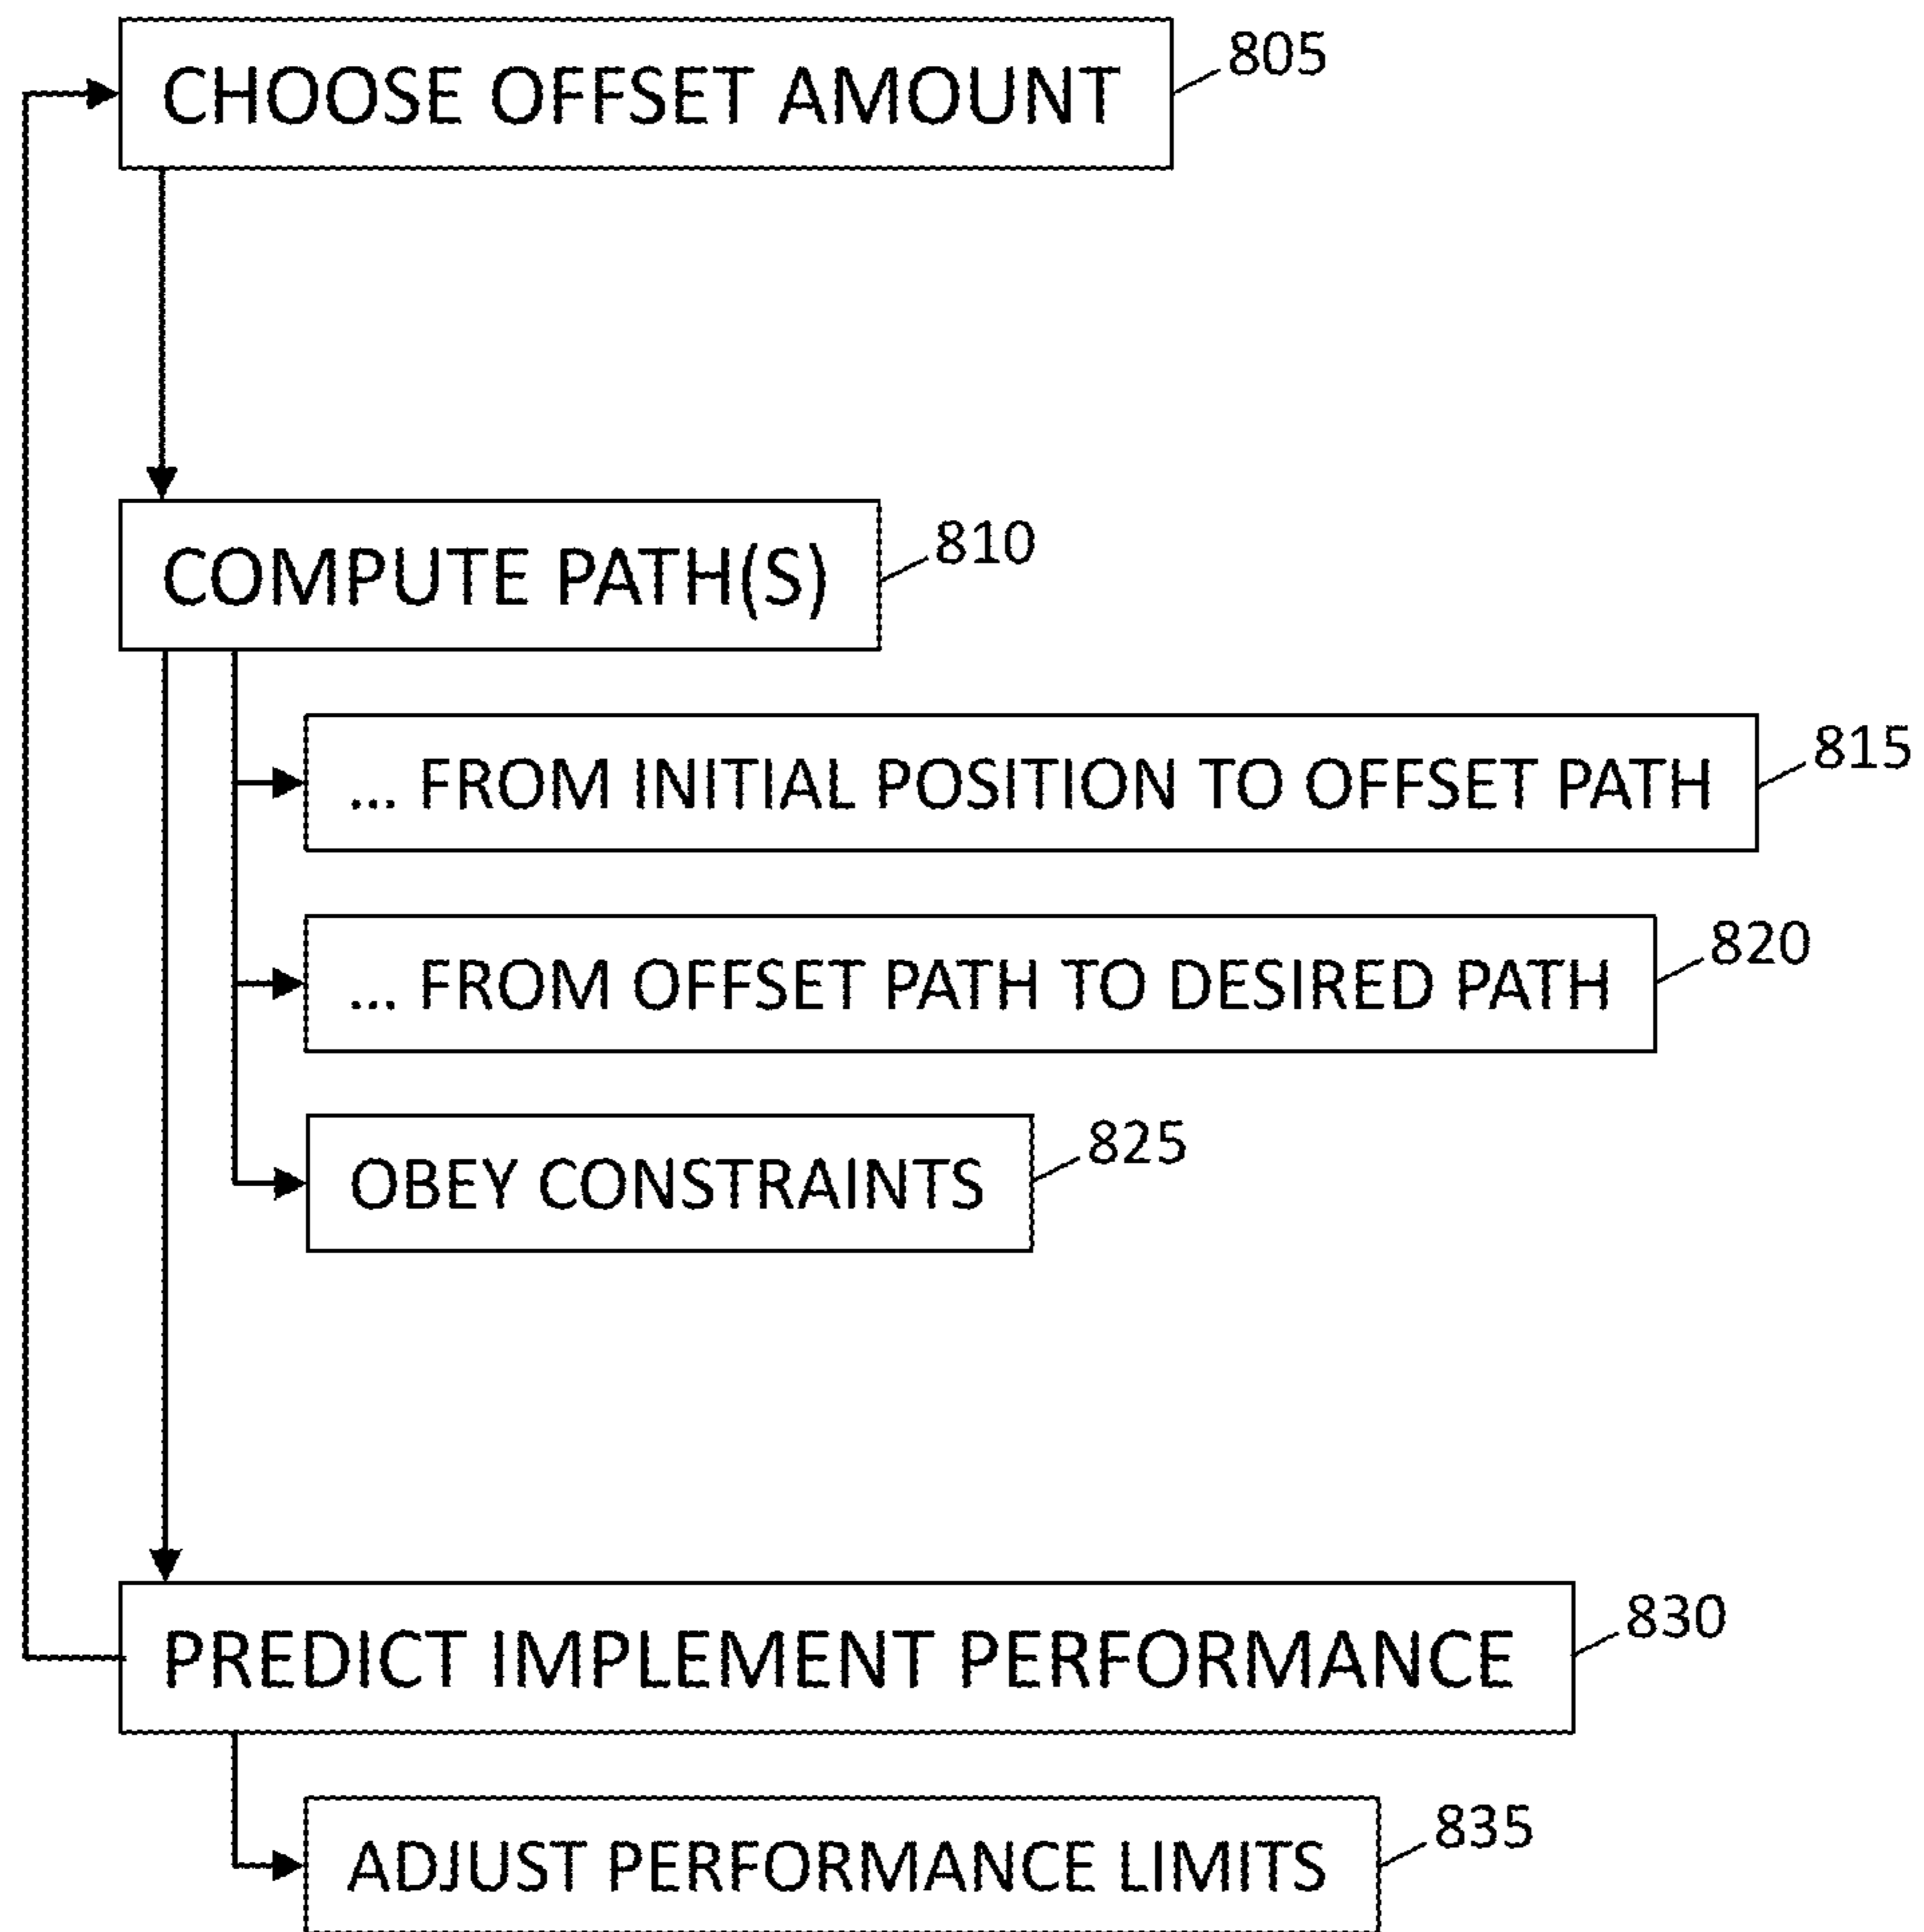 CHOOSE OFFSET AMOUNT
805
COMPUTE PATH(S)
810
... FROM INITIAL POSITION TO OFFSET PATH
815
... FROM OFFSET PATH TO DESIRED PATH
820
OBEY CONSTRAINTS
825
PREDICT IMPLEMENT PERFORMANCE
830
ADJUST PERFORMANCE LIMITS
835